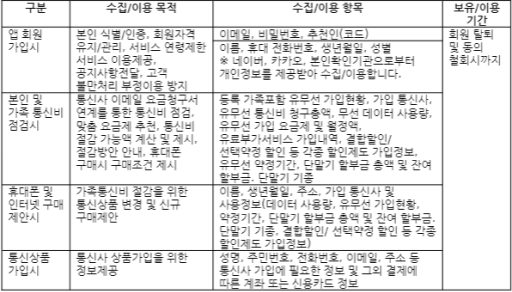 구분
수집/이용 목적
수집/이용 항목
보유/이용
기간
앱 회원
가입시
본인 식별/인증, 회원자격
유지/관리, 서비스 연령제한
서비스 이용제공,
공지사항전달, 고객
불만처리 부정이용 방지
이메일, 비밀번호, 추천인(코드)
이름, 휴대 전화번호, 생년월일, 성별
※ 네이버, 카카오, 본인확인기관으로부터
개인정보를 제공받아 수집/이용합니다.
회원 탈퇴
및 동의
철회시까지
본인 및
가족 통신비
점검시
통신사 이메일 요금청구서
연계를 통한 통신비 점검,
맞춤 요금제 추천, 통신비
절감 가능액 계산 및 제시,
절감방안 안내, 휴대폰
구매시 구매조건 제시
등록 가족포함 유무선 가입현황, 가입 통신사,
유무선 통신비 청구총액, 무선 데이터 사용량,
유무선 가입 요금제 및 월정액,
유료부가서비스 가입내역, 결합할인/
선택약정 할인 등 각종 할인제도 가입정보,
유무선 약정기간, 단말기 할부금 총액 및 잔여
할부금. 단말기 기종
휴대폰 및
인터넷 구매
제안시
가족통신비 절감을 위한
통신상품 변경 및 신규
구매제안
이름, 생년월일, 주소, 가입 통신사 및
사용정보(데이터 사용량, 유무선 가입현황,
약정기간, 단말기 할부금 총액 및 잔여 할부금.
단말기 기종, 결합할인/ 선택약정 할인 등 각종
할인제도 가입정보)
통신상품
가입시
통신사 상품가입을 위한
정보제공
성명, 주민번호, 전화번호, 이메일, 주소 등
통신사 가입에 필요한 정보 및 그외 결제에
따른 계좌 또는 신용카드 정보